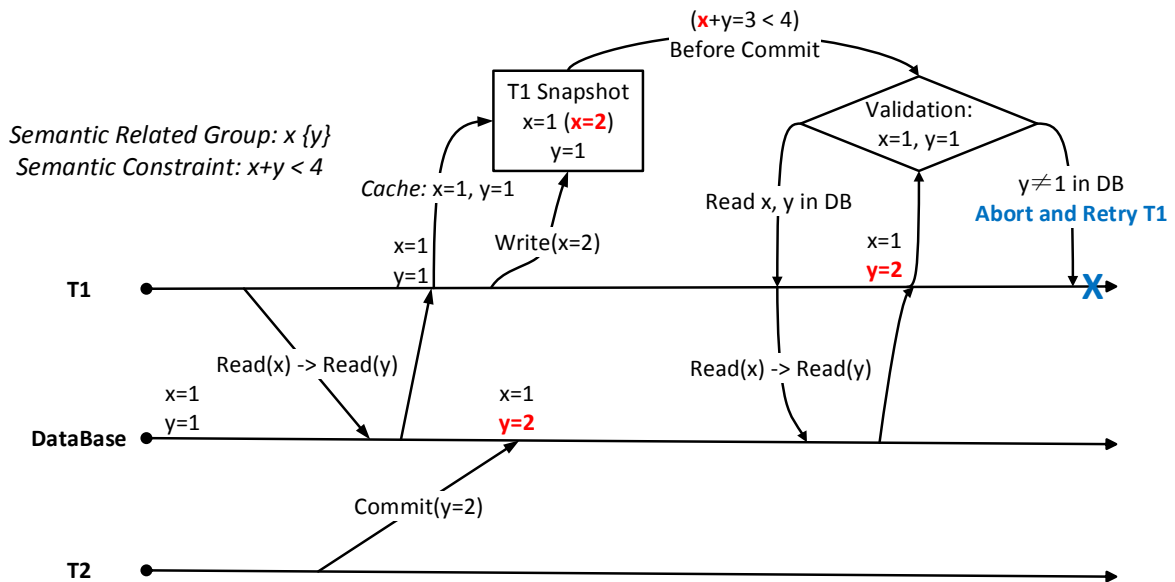 (x+y=3 < 4)
Before Commit
T1 Snapshot
x=1 (x=2)
y=1
Validation:
x=1, y=1
Semantic Related Group: x {y}
Semantic Constraint: x+y < 4
Cache: x=1, y=1
Read x, y in DB
y≠1 in DB
Abort and Retry T1
Write(x=2)
x=1
y=1
x=1
y=2
T1
X
Read(x) -> Read(y)
Read(x) -> Read(y)
x=1
y=1
x=1
y=2
DataBase
Commit(y=2)
T2